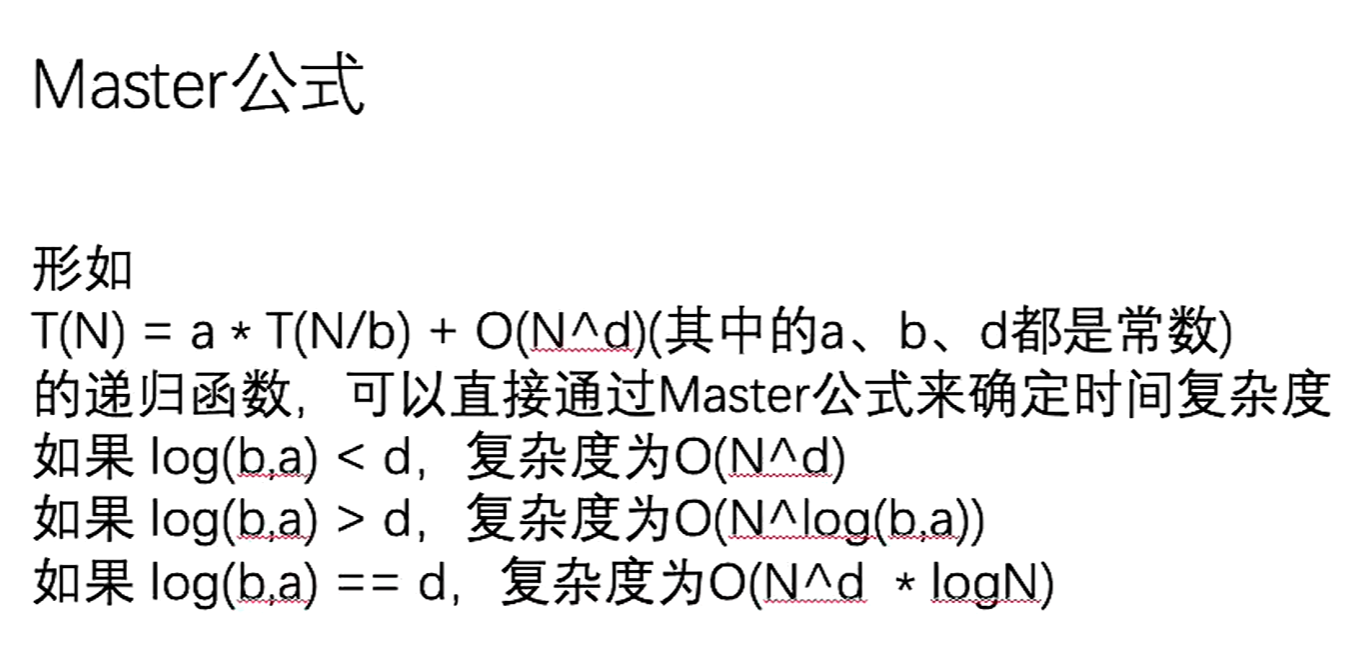 Master公式
形如
T(N) = a * T(N/b) + O(N^d)(其中的a、b、d都是常数)
的递归函数，可以直接通过Master公式来确定时间复杂度
如果 log(b,a) < d，复杂度为O(N^d)
如果 log(b,a) > d，复杂度为O(N^log(b,a))
如果 log(b,a) == d，复杂度为O(N^d * logN)